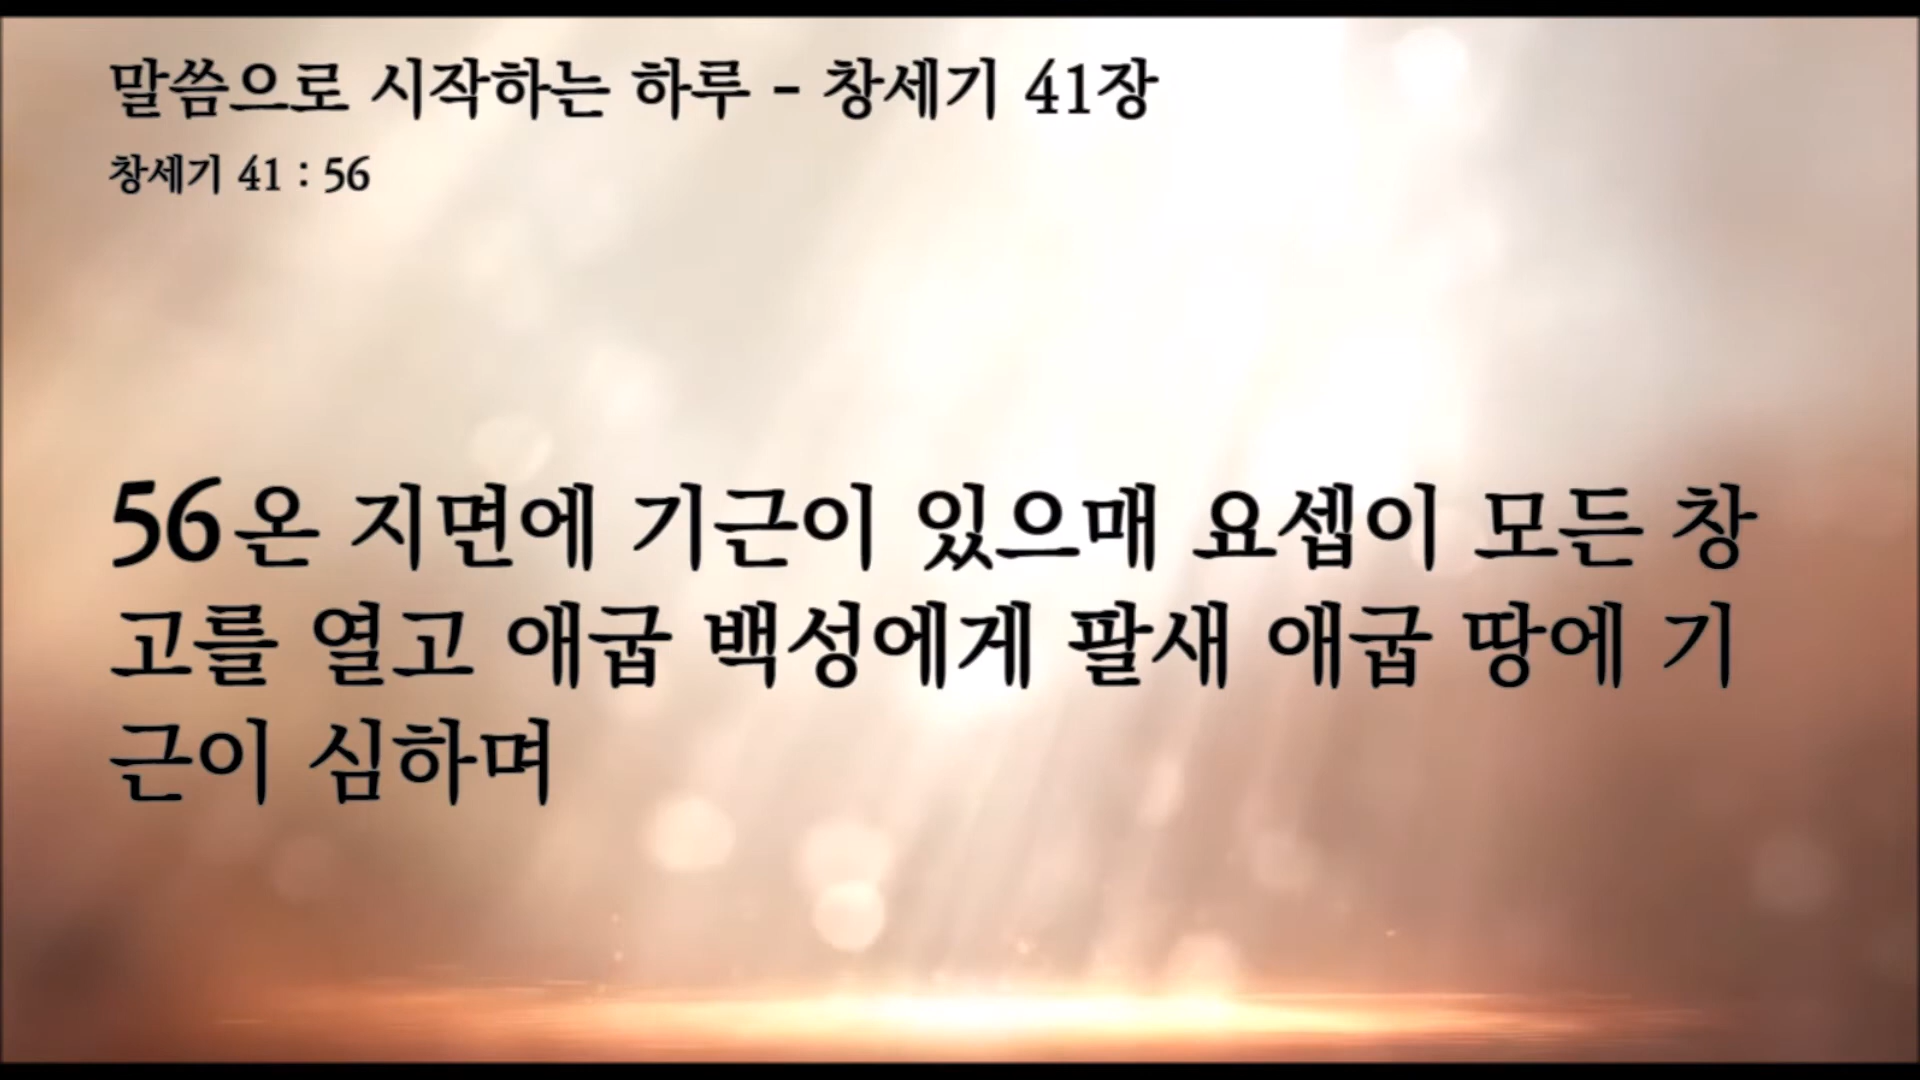 말씀으로 시작하는 하루 - 창세기 41장
창세기 41 : 56
56온 지면에 기근이 있으매 요셉이 모든 창
고를 열고 애굽 백성에게 팔새 애굽 땅에 기
근이 심하며